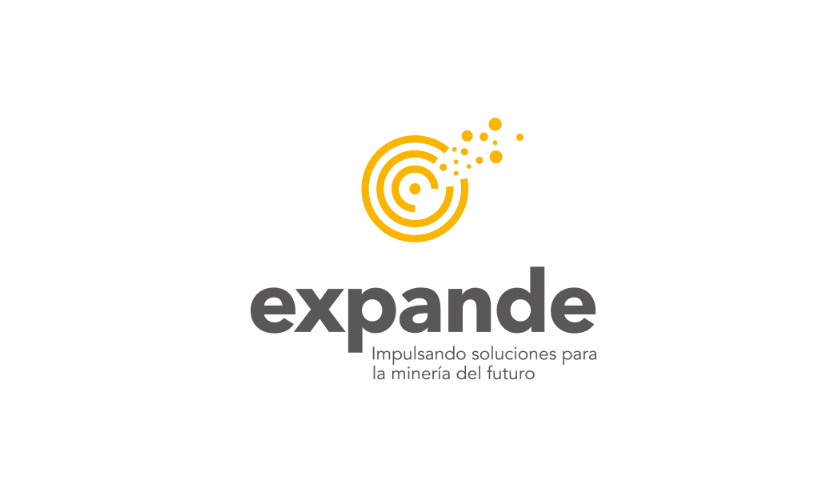 expande
Impulsando soluciones para
la minería del futuro